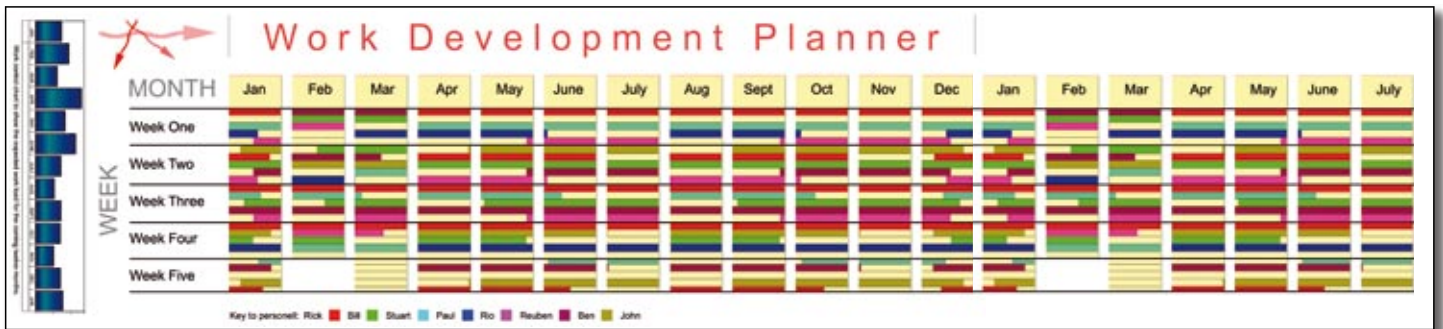 Work Development Planner
MONTH Jan Feb Mar Apr May June July Aug Sept Oct Nov Dec Jan Feb Mar Apr May June July
WEEK
Week One
Week Two
Week Three
Week Four
Week Five
Key to personell: Rick Bill Stuart Paul Rio Reuben Ben John